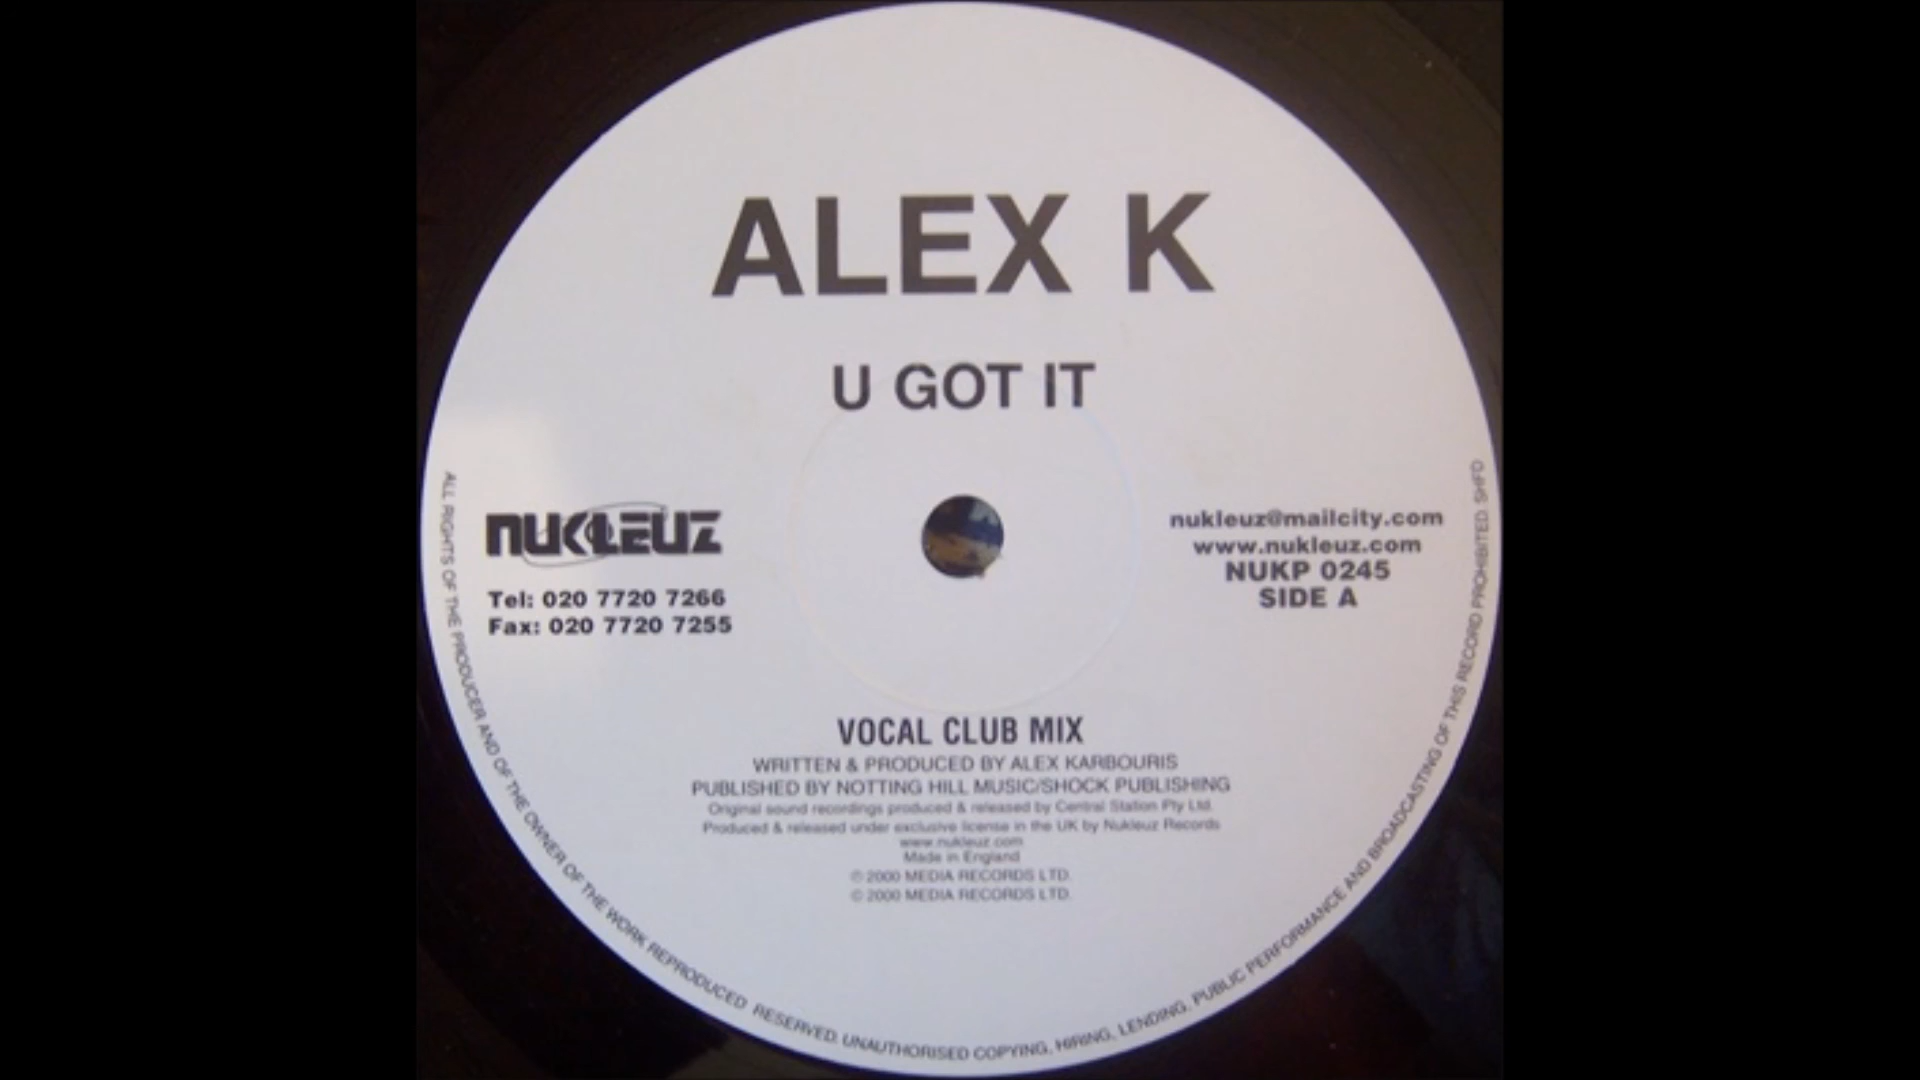 ALEX K
U GOT IT
NUKLEUZ
Tel: 020 7720 7266
Fax: 020 7720 7255
nukleuz@mailcity.com
www.nukleuz.com
NUKP 0245
SIDE A
VOCAL CLUB MIX
WRITTEN & PRODUCED BY ALEX KARBOURIS
PUBLISHED BY NOTTING HILL MUSIC/SHOCK PUBLISHING
Original sound recordings produced & released by Central Station Pty Ltd.
Produced & released under exclusive license in the UK by Nukleuz Records
www.nukleuz.com
Made in England
℗ 2000 MEDIA RECORDS LTD.
© 2000 MEDIA RECORDS LTD.
ALL RIGHTS OF THE PRODUCER AND OF THE OWNER OF THE WORK REPRODUCED RESERVED. UNAUTHORISED COPYING, HIRING, LENDING, PUBLIC PERFORMANCE AND BROADCASTING OF THIS RECORD PROHIBITED SHFD